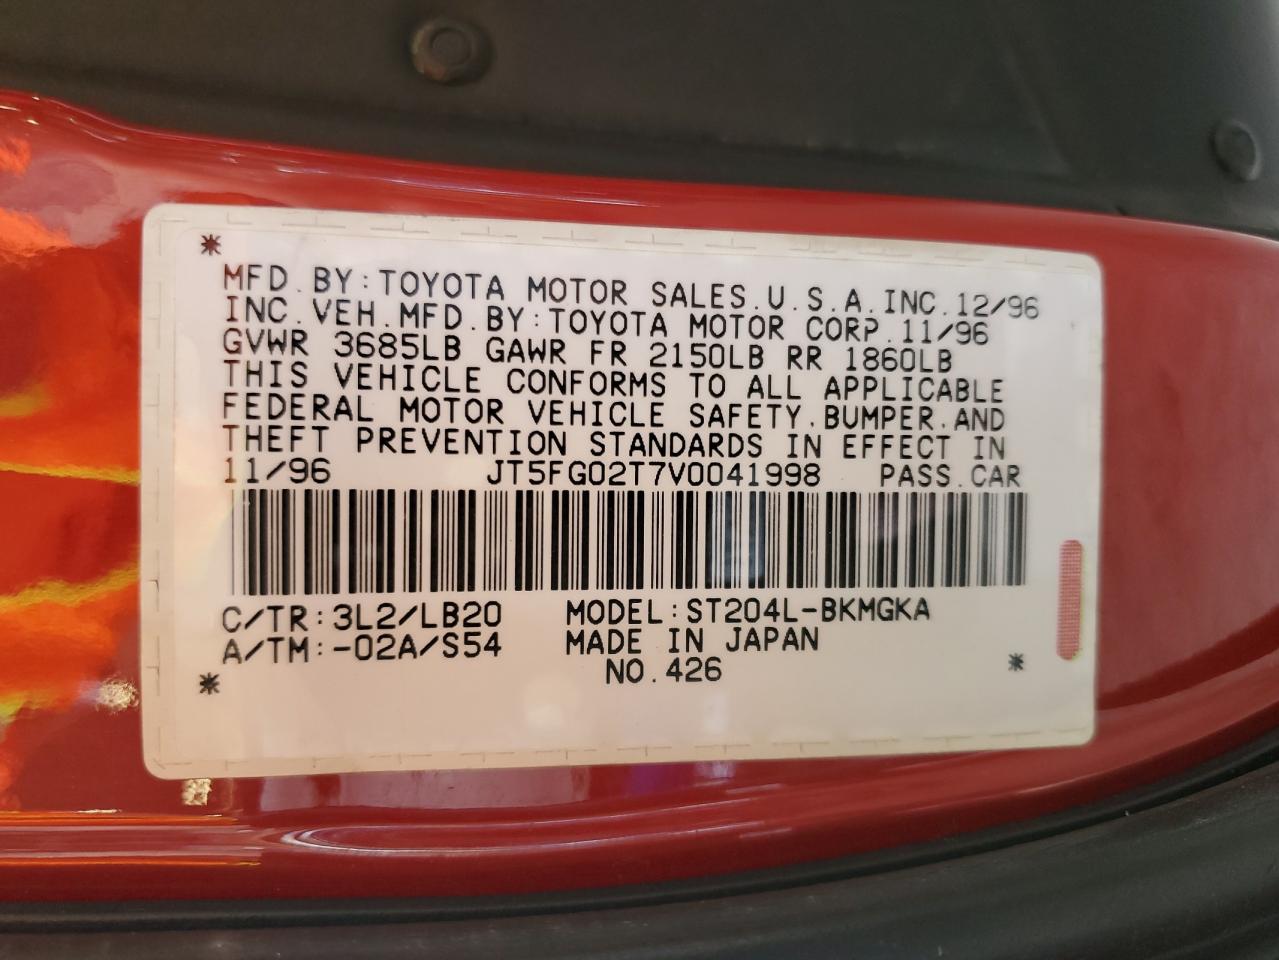 *
MFD.BY:TOYOTA MOTOR SALES.U.S.A.INC.12/96
INC.VEH.MFD.BY:TOYOTA MOTOR CORP.11/96
GVWR 3685LB GAWR FR 2150LB RR 1860LB
THIS VEHICLE CONFORMS TO ALL APPLICABLE
FEDERAL MOTOR VEHICLE SAFETY.BUMPER.AND
THEFT PREVENTION STANDARDS IN EFFECT IN
11/96 JT5FG02T7V0041998 PASS.CAR
C/TR:3L2/LB20 MODEL:ST204L-BKMGKA
A/TM:-02A/S54 MADE IN JAPAN
* NO.426 *